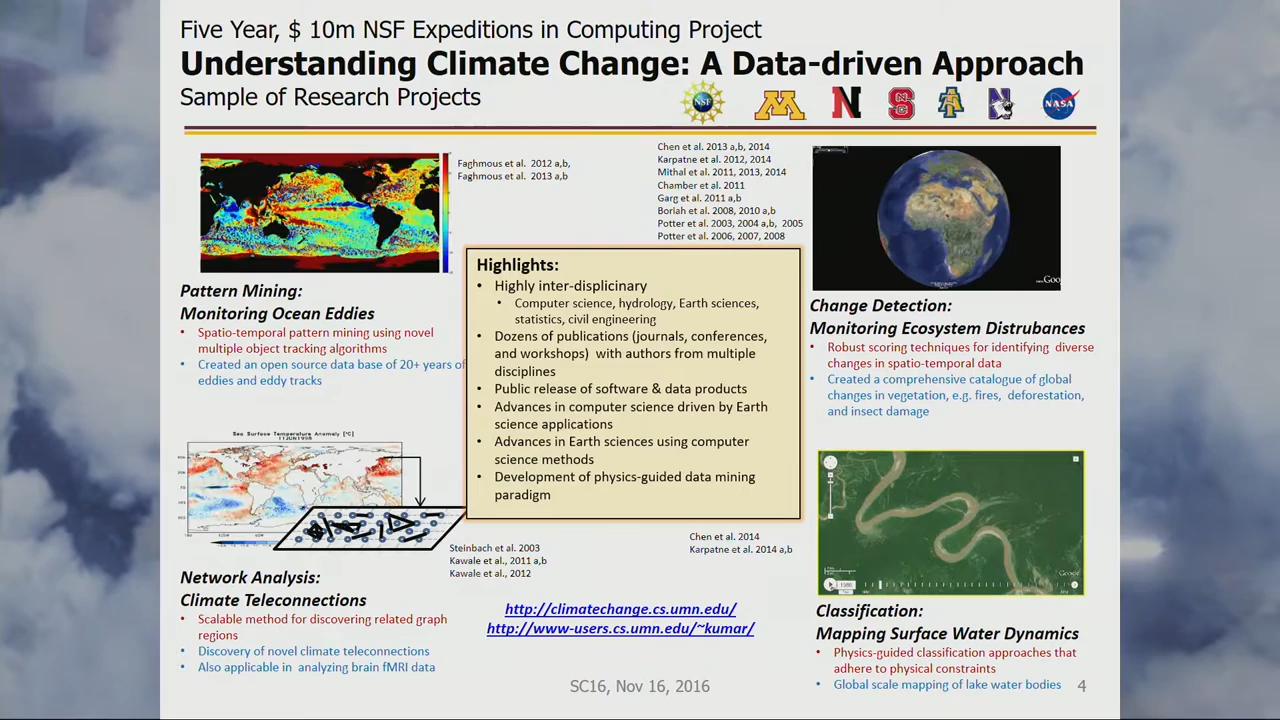 Five Year, $ 10m NSF Expeditions in Computing Project
Understanding Climate Change: A Data-driven Approach
Sample of Research Projects
NSF
NASA
Faghmous et al. 2012 a,b,
Faghmous et al. 2013 a,b
Chen et al. 2013 a,b, 2014
Karpatne et al. 2012, 2014
Mithal et al. 2011, 2013, 2014
Chamber et al. 2011
Garg et al. 2011 a,b
Boriah et al. 2008, 2010 a,b
Potter et al. 2003, 2004 a,b, 2005
Potter et al. 2006, 2007, 2008
Goo
Pattern Mining:
Monitoring Ocean Eddies
• Spatio-temporal pattern mining using novel
multiple object tracking algorithms
• Created an open source data base of 20+ years of
eddies and eddy tracks
Highlights:
• Highly inter-displicinary
• Computer science, hydrology, Earth sciences,
statistics, civil engineering
• Dozens of publications (journals, conferences,
and workshops) with authors from multiple
disciplines
• Public release of software & data products
• Advances in computer science driven by Earth
science applications
• Advances in Earth sciences using computer
science methods
• Development of physics-guided data mining
paradigm
Change Detection:
Monitoring Ecosystem Distrubances
• Robust scoring techniques for identifying diverse
changes in spatio-temporal data
• Created a comprehensive catalogue of global
changes in vegetation, e.g. fires, deforestation,
and insect damage
Sea Surface Temperature Anomaly [°C]
Steinbach et al. 2003
Kawale et al., 2011 a,b
Kawale et al., 2012
Chen et al. 2014
Karpatne et al. 2014 a,b
Google
Network Analysis:
Climate Teleconnections
• Scalable method for discovering related graph
regions
• Discovery of novel climate teleconnections
• Also applicable in analyzing brain fMRI data
http://climatechange.cs.umn.edu/
http://www-users.cs.umn.edu/~kumar/
Classification:
Mapping Surface Water Dynamics
• Physics-guided classification approaches that
adhere to physical constraints
• Global scale mapping of lake water bodies
SC16, Nov 16, 2016
4